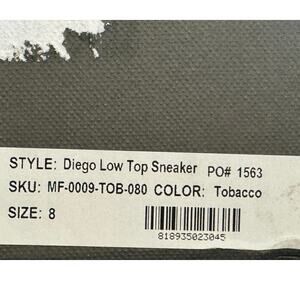 STYLE: Diego Low Top Sneaker PO# 1563
SKU: MF-0009-TOB-080 COLOR: Tobacco
SIZE: 8
818935023045